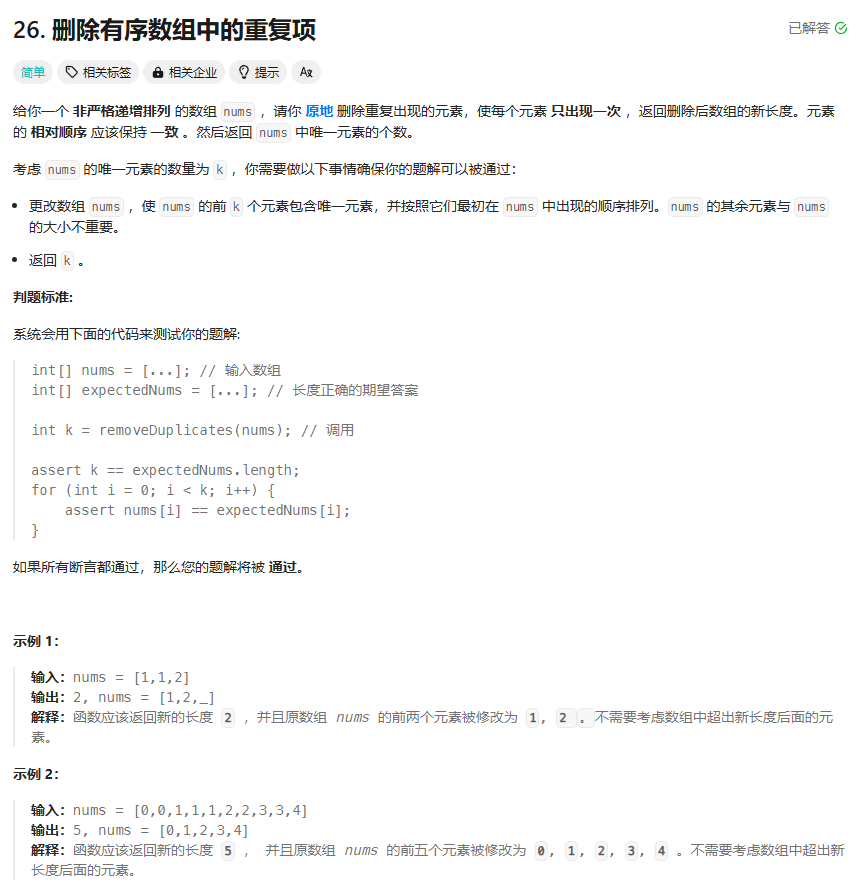 26. 删除有序数组中的重复项
已解答
简单 相关标签 相关企业 提示 Az
给你一个 非严格递增排列 的数组 nums ，请你 原地 删除重复出现的元素，使每个元素 只出现一次 ，返回删除后数组的新长度。元素
的 相对顺序 应该保持 一致 。然后返回 nums 中唯一元素的个数。
考虑 nums 的唯一元素的数量为 k ，你需要做以下事情确保你的题解可以被通过：
• 更改数组 nums ，使 nums 的前 k 个元素包含唯一元素，并按照它们最初在 nums 中出现的顺序排列。nums 的其余元素与 nums
的大小不重要。
• 返回 k 。
判题标准:
系统会用下面的代码来测试你的题解:
int[] nums = [...]; // 输入数组
int[] expectedNums = [...]; // 长度正确的期望答案
int k = removeDuplicates(nums); // 调用
assert k == expectedNums.length;
for (int i = 0; i < k; i++) {
    assert nums[i] == expectedNums[i];
}
如果所有断言都通过，那么您的题解将被 通过。
示例 1：
输入：nums = [1,1,2]
输出：2, nums = [1,2,_]
解释：函数应该返回新的长度 2 ，并且原数组 nums 的前两个元素被修改为 1, 2 。不需要考虑数组中超出新长度后面的元
素。
示例 2：
输入：nums = [0,0,1,1,1,2,2,3,3,4]
输出：5, nums = [0,1,2,3,4]
解释：函数应该返回新的长度 5 ， 并且原数组 nums 的前五个元素被修改为 0, 1, 2, 3, 4 。不需要考虑数组中超出新
长度后面的元素。